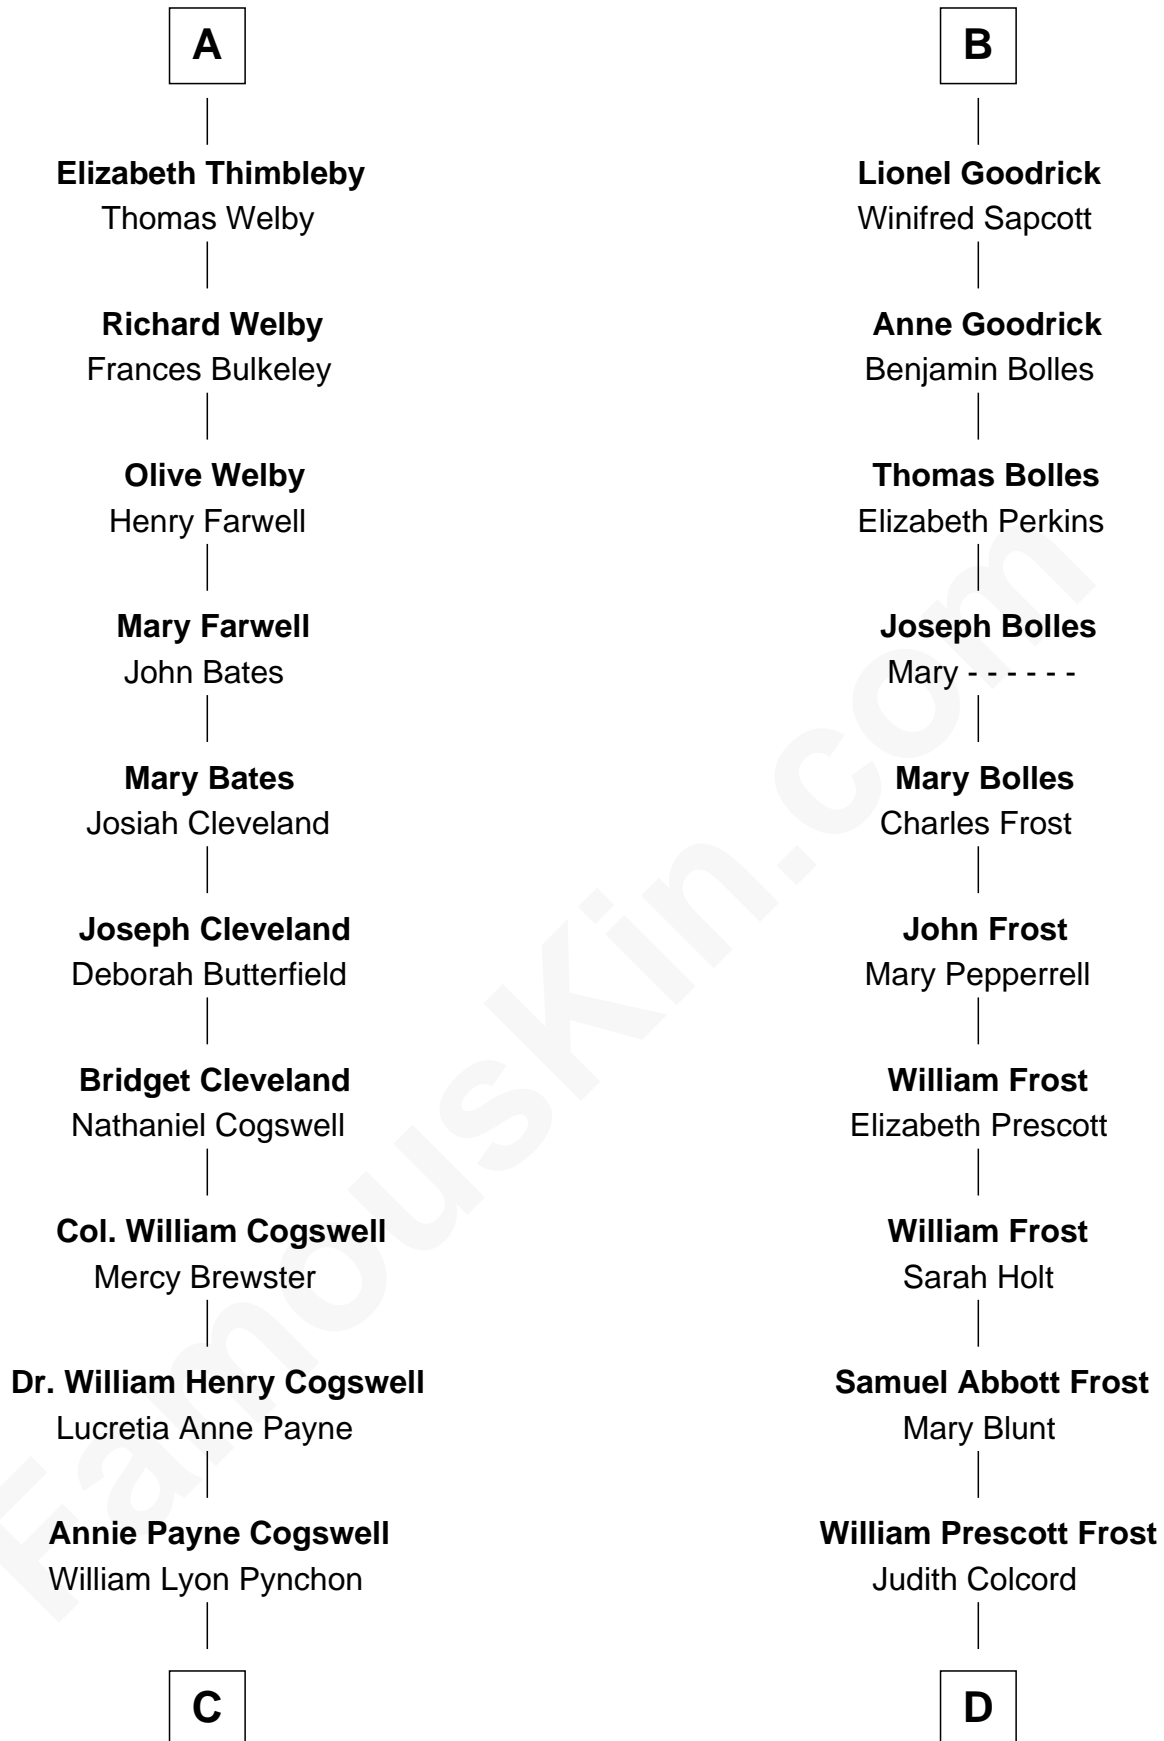 A
Elizabeth Thimbleby
Thomas Welby
Richard Welby
Frances Bulkeley
Olive Welby
Henry Farwell
Mary Farwell
John Bates
Mary Bates
Josiah Cleveland
Joseph Cleveland
Deborah Butterfield
Bridget Cleveland
Nathaniel Cogswell
Col. William Cogswell
Mercy Brewster
Dr. William Henry Cogswell
Lucretia Anne Payne
Annie Payne Cogswell
William Lyon Pynchon
C
B
Lionel Goodrick
Winifred Sapcott
Anne Goodrick
Benjamin Bolles
Thomas Bolles
Elizabeth Perkins
Joseph Bolles
Mary - - - - - -
Mary Bolles
Charles Frost
John Frost
Mary Pepperrell
William Frost
Elizabeth Prescott
William Frost
Sarah Holt
Samuel Abbott Frost
Mary Blunt
William Prescott Frost
Judith Colcord
D
FamousKin.com